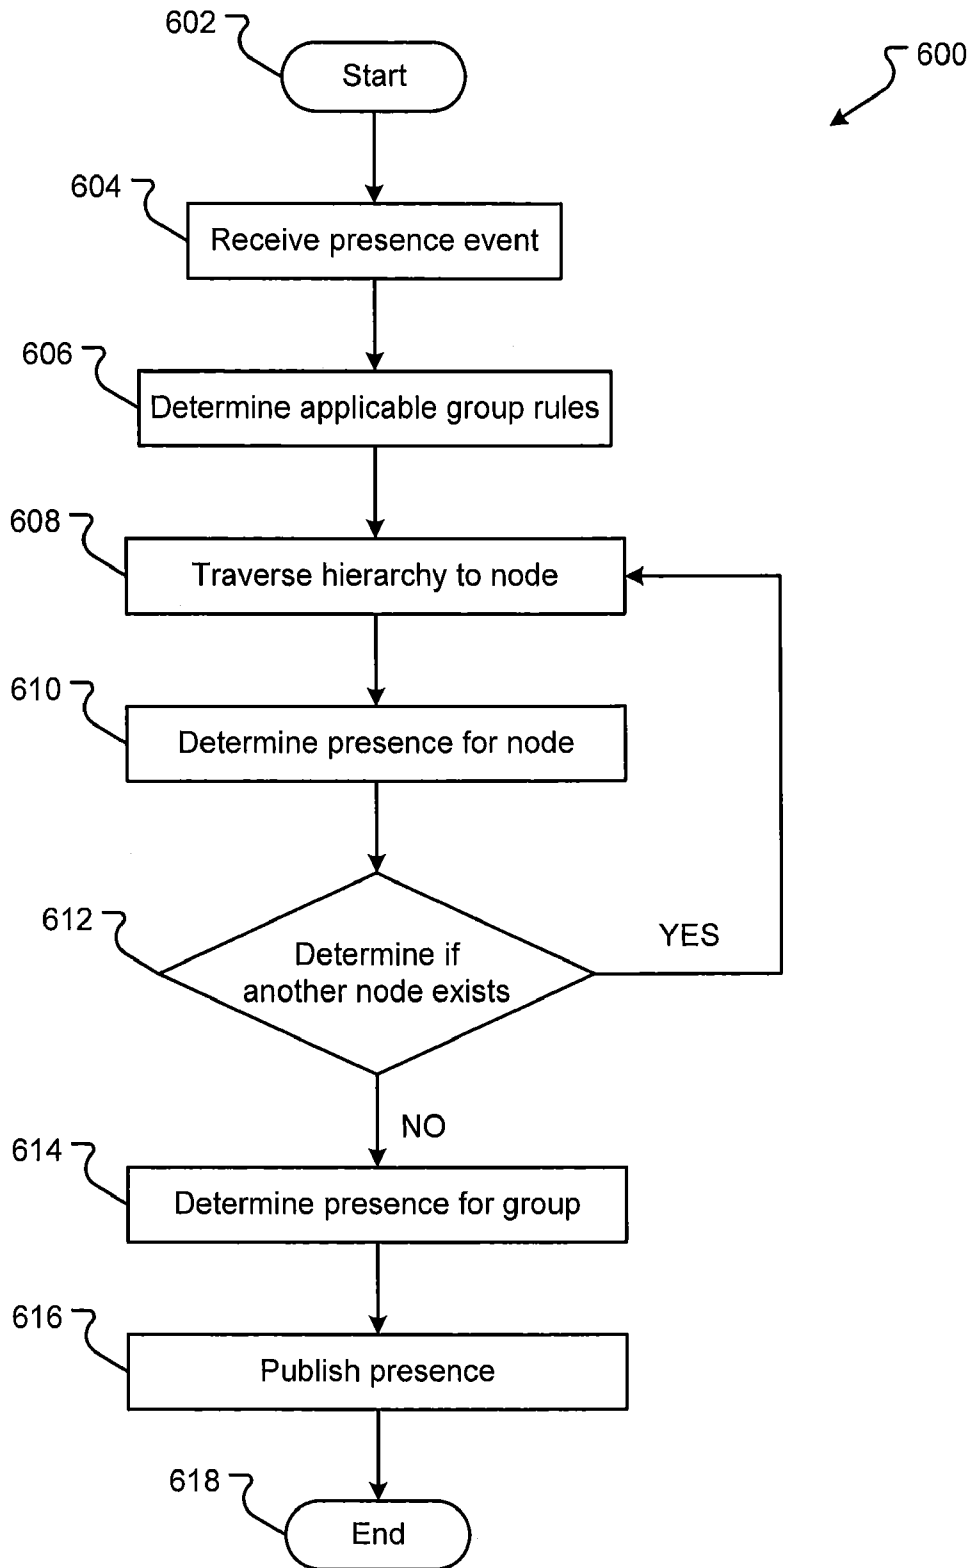 602
Start
600
604
Receive presence event
606
Determine applicable group rules
608
Traverse hierarchy to node
610
Determine presence for node
612
Determine if
another node exists
YES
NO
614
Determine presence for group
616
Publish presence
618
End